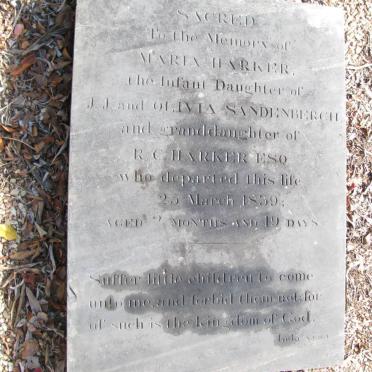 SACRED
To the Memory of
MARIA HARKER,
the Infant Daughter of
J. J. and OLIVIA SANDENBERGH
and granddaughter of
R. C. HARKER ESQ
who departed this life
25 March 1859;
AGED 2 MONTHS AND 19 DAYS
Suffer little children to come
unto me and forbid them not for
of such is the kingdom of God.